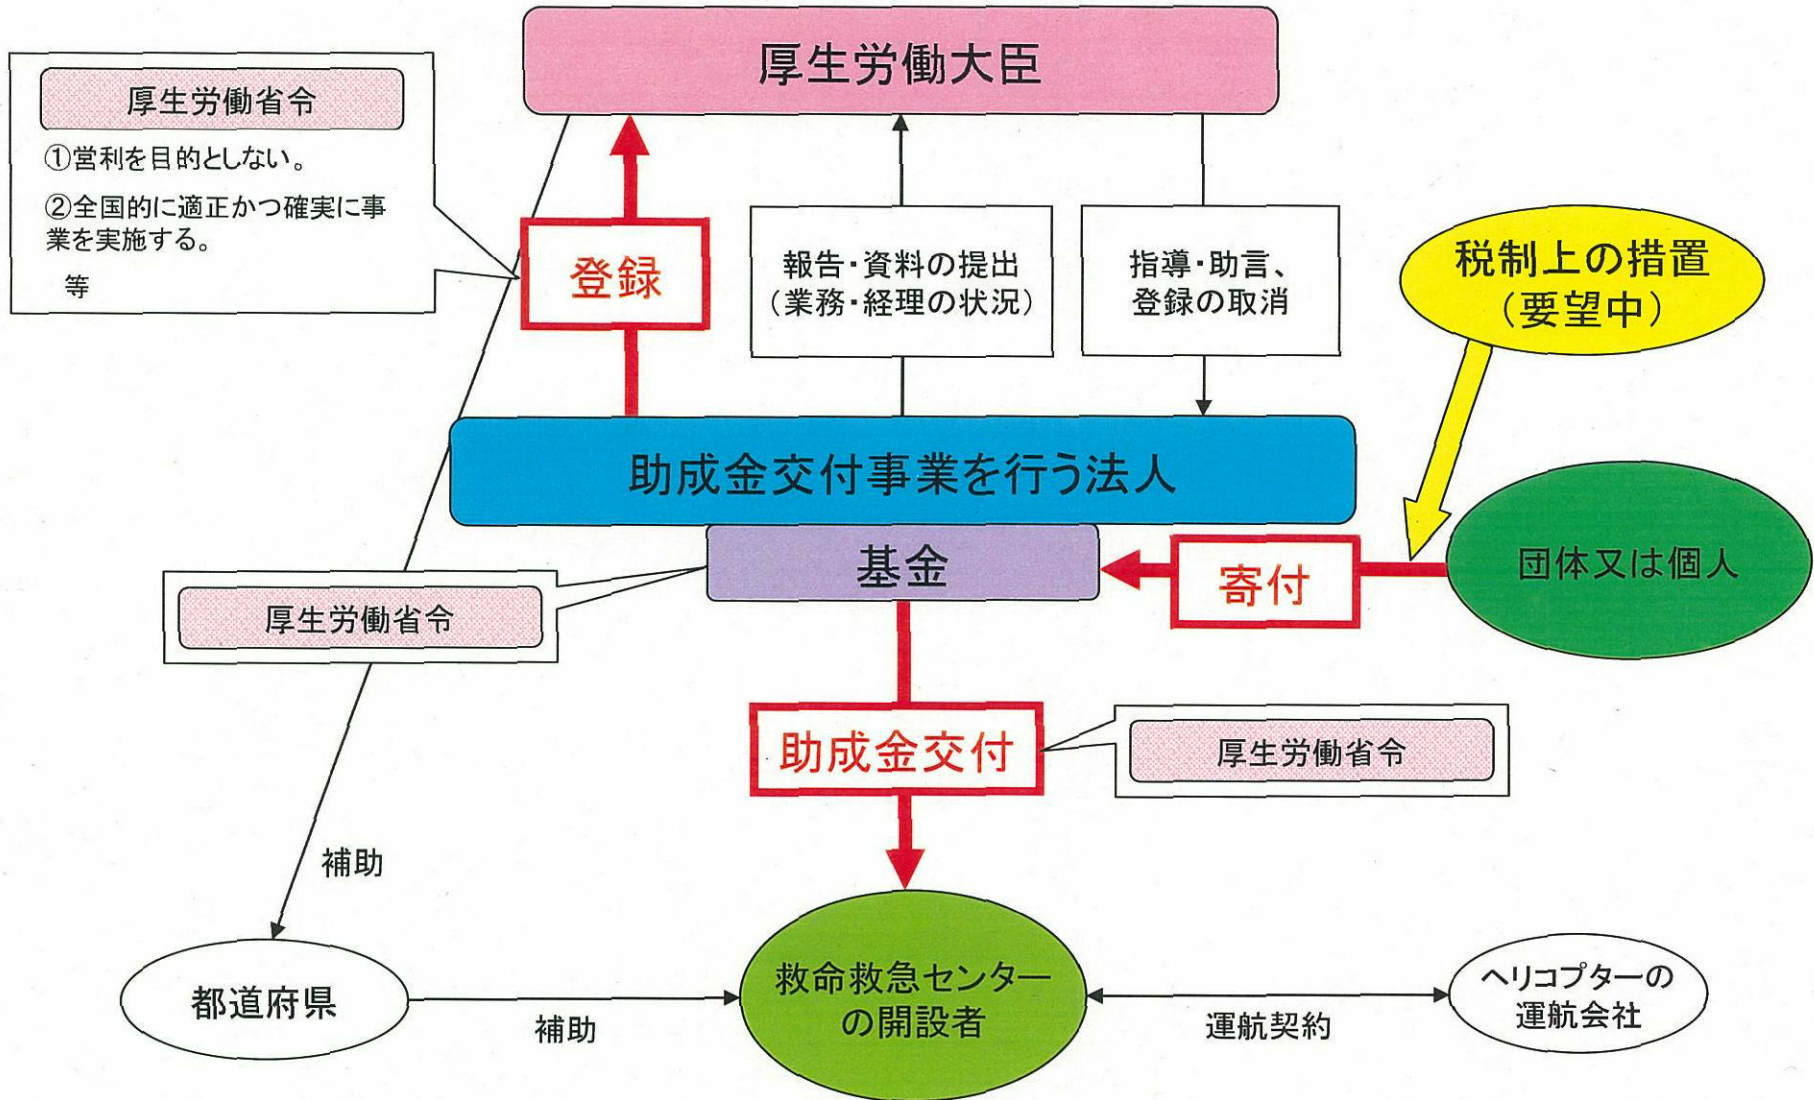 厚生労働大臣
厚生労働省令
①営利を目的としない。
②全国的に適正かつ確実に事
業を実施する。
等
登録
報告・資料の提出
（業務・経理の状況）
指導・助言、
登録の取消
税制上の措置
（要望中）
助成金交付事業を行う法人
基金
寄付
団体又は個人
厚生労働省令
助成金交付
厚生労働省令
補助
都道府県
補助
救命救急センター
の開設者
運航契約
ヘリコプターの
運航会社